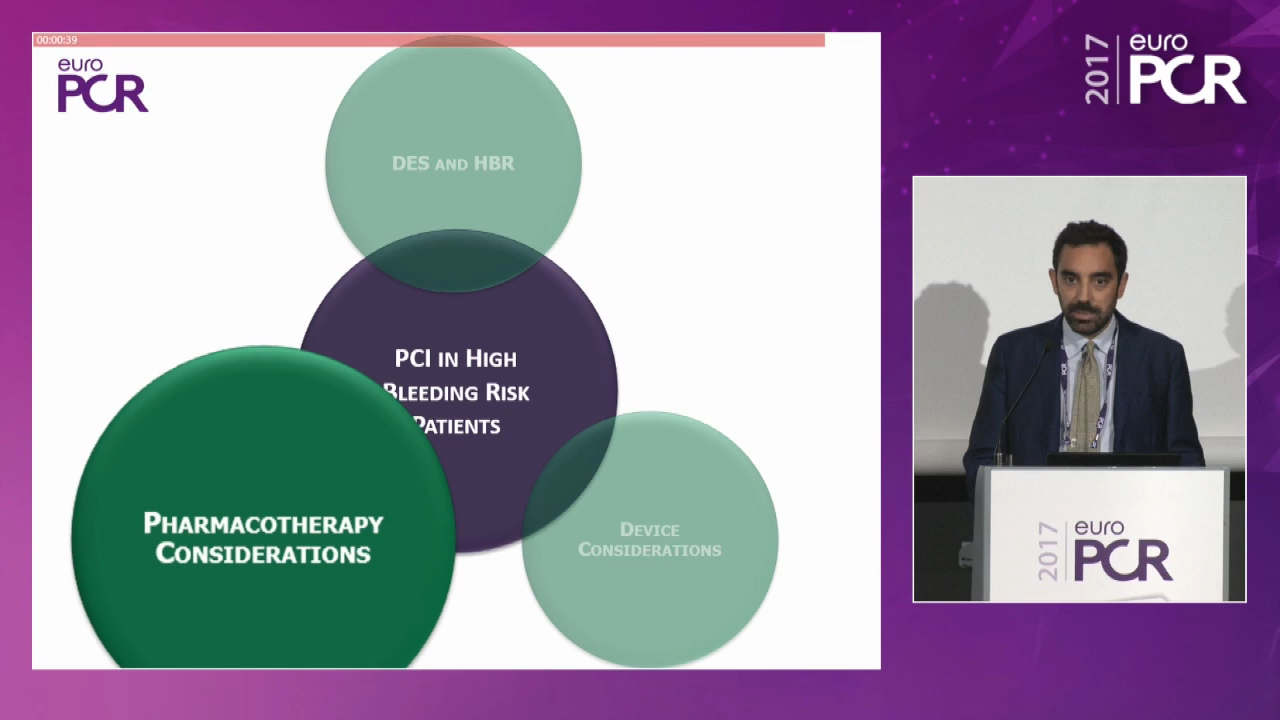 00:00:39
euro
PCR
DES AND HBR
PCI IN HIGH
BLEEDING RISK
PATIENTS
PHARMACOTHERAPY
CONSIDERATIONS
DEVICE
CONSIDERATIONS
2017
euro
PCR
2017
euro
PCR